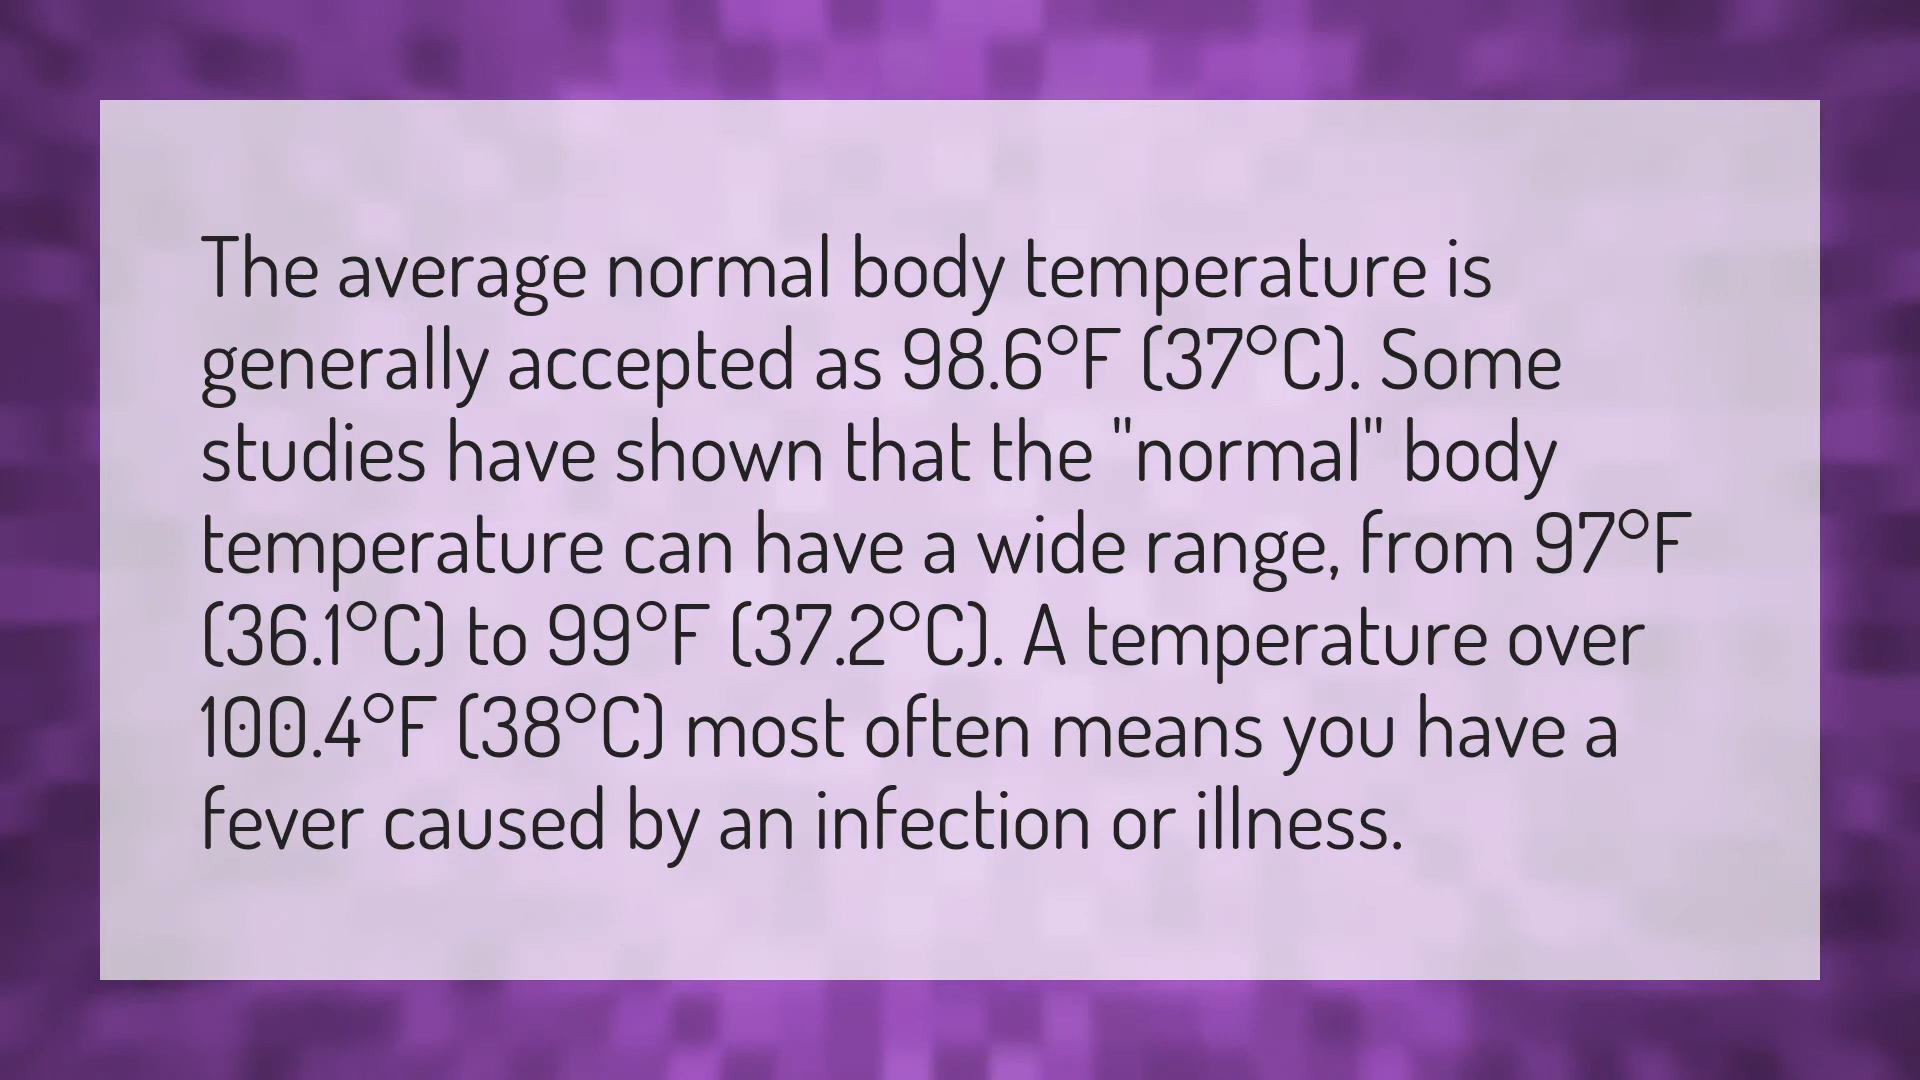 The average normal body temperature is
generally accepted as 98.6°F (37°C). Some
studies have shown that the "normal" body
temperature can have a wide range, from 97°F
(36.1°C) to 99°F (37.2°C). A temperature over
100.4°F (38°C) most often means you have a
fever caused by an infection or illness.